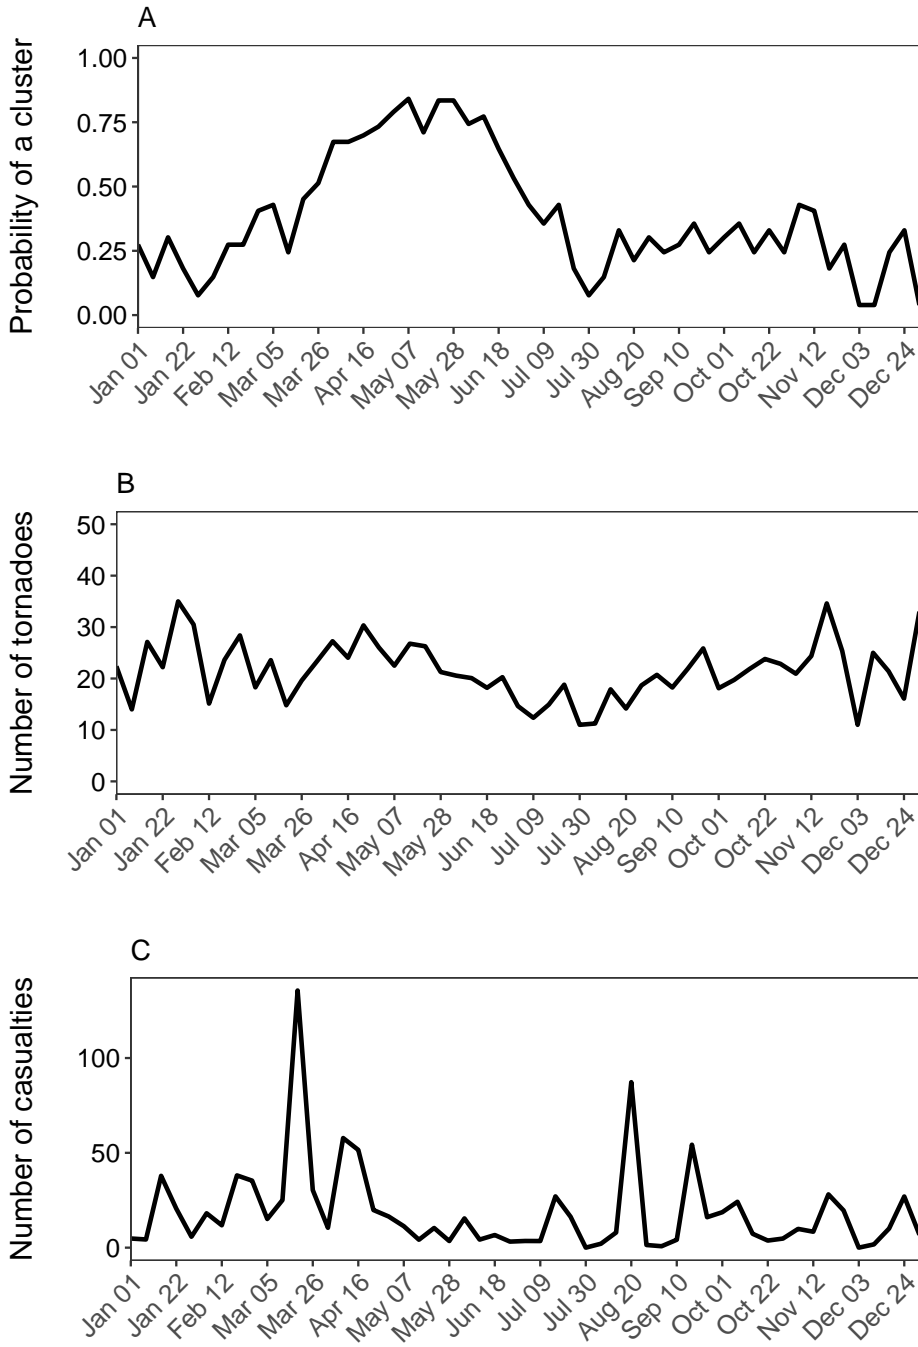 A
Probability of a cluster
1.00
0.75
0.50
0.25
0.00
Jan 01 Jan 22 Feb 12 Mar 05 Mar 26 Apr 16 May 07 May 28 Jun 18 Jul 09 Jul 30 Aug 20 Sep 10 Oct 01 Oct 22 Nov 12 Dec 03 Dec 24
B
Number of tornadoes
50
40
30
20
10
0
Jan 01 Jan 22 Feb 12 Mar 05 Mar 26 Apr 16 May 07 May 28 Jun 18 Jul 09 Jul 30 Aug 20 Sep 10 Oct 01 Oct 22 Nov 12 Dec 03 Dec 24
C
Number of casualties
100
50
0
Jan 01 Jan 22 Feb 12 Mar 05 Mar 26 Apr 16 May 07 May 28 Jun 18 Jul 09 Jul 30 Aug 20 Sep 10 Oct 01 Oct 22 Nov 12 Dec 03 Dec 24